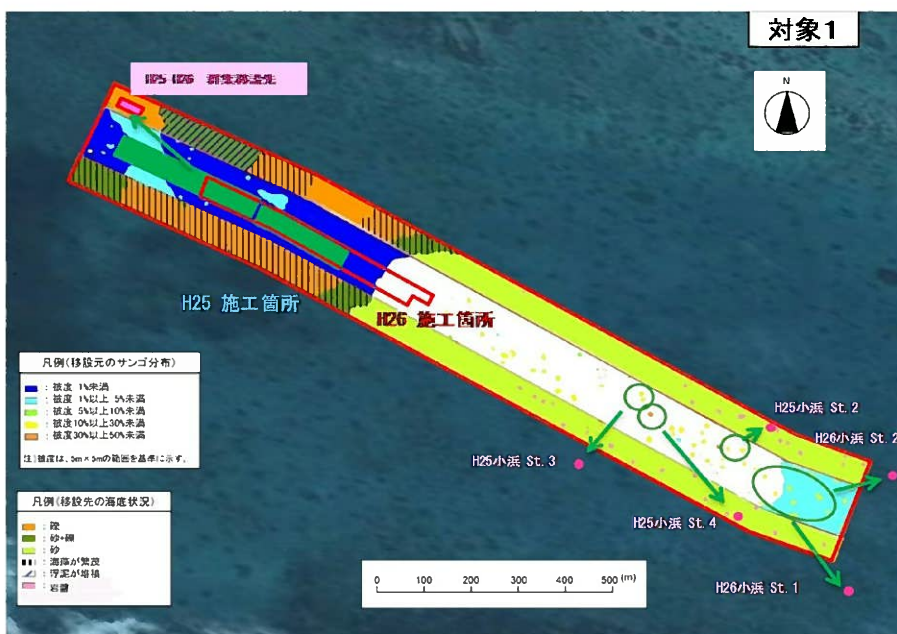 対象1
N
H25・H26 群集移設先
H25 施工箇所
H26 施工箇所
H25小浜 St. 2
H26小浜 St. 2
H25小浜 St. 3
H25小浜 St. 4
H26小浜 St. 1
凡例(移設元のサンゴ分布)
：被度 1%未満
：被度 1%以上 5%未満
：被度 5%以上10%未満
：被度10%以上30%未満
：被度30%以上50%未満
注)被度は、5m×5mの範囲を基準に示す。
凡例(移設先の海底状況)
：礫
：砂+礫
：砂
：海藻が繁茂
：浮泥が堆積
：岩盤
0 100 200 300 400 500 (m)